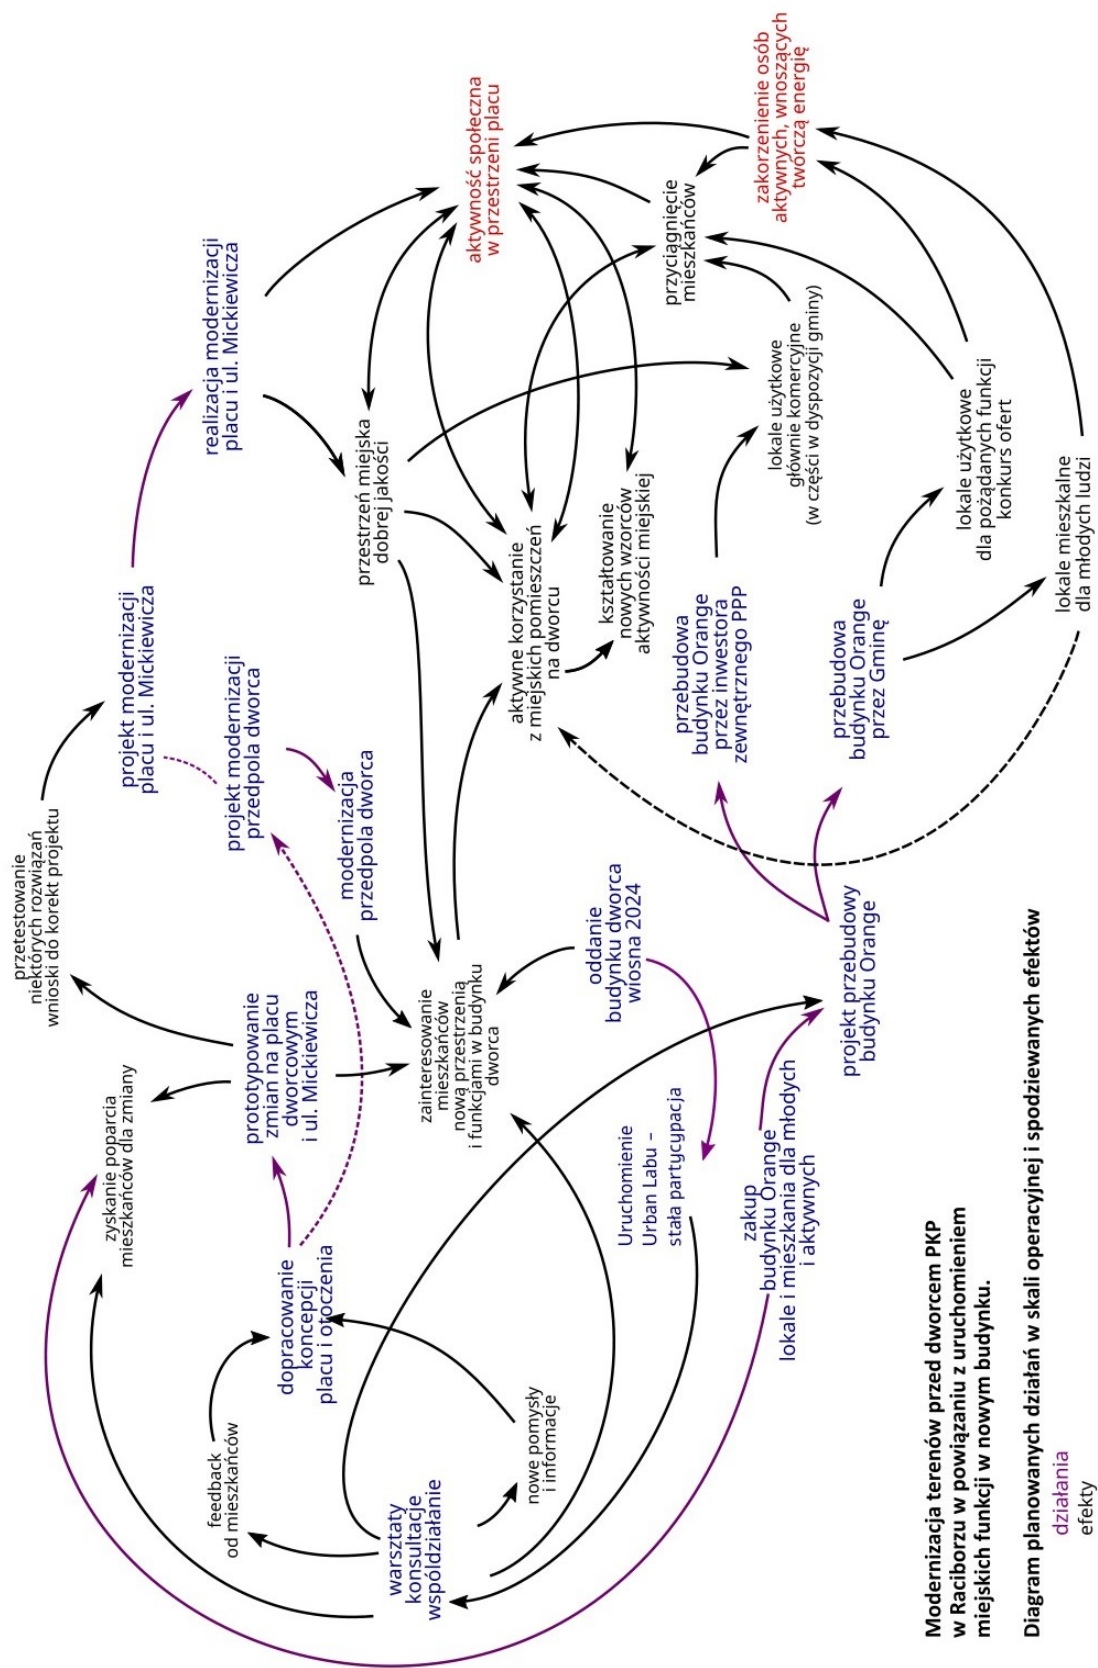 przetestowanie
niektórych rozwiązań
wnioski do korekt projektu
zyskanie poparcia
mieszkańców dla zmiany
projekt modernizacji
placu i ul. Mickiewicza
realizacja modernizacji
placu i ul. Mickiewicza
feedback
od mieszkańców
prototypowanie
zmian na placu
dworcowym
i ul. Mickiewicza
projekt modernizacji
przedpola dworca
dopracowanie
koncepcji
placu i otoczenia
modernizacja
przedpola dworca
przestrzeń miejska
dobrej jakości
warsztaty
konsultacje
współdziałanie
zainteresowanie
mieszkańców
nową przestrzenią
i funkcjami w budynku
dworca
aktywność społeczna
w przestrzeni placu
nowe pomysły
i informacje
aktywne korzystanie
z miejskich pomieszczeń
na dworcu
oddanie
budynku dworca
wiosna 2024
kształtowanie
nowych wzorców
aktywności miejskiej
Uruchomienie
Urban Labu –
stała partycypacja
przyciągnięcie
mieszkańców
przebudowa
budynku Orange
przez inwestora
zewnętrznego PPP
zakup
budynku Orange
lokale i mieszkania dla młodych
i aktywnych
lokale użytkowe
głównie komercyjne
(w części w dyspozycji gminy)
zakorzenienie osób
aktywnych, wnoszących
twórczą energię
projekt przebudowy
budynku Orange
przebudowa
budynku Orange
przez Gminę
lokale użytkowe
dla pożądanych funkcji
konkurs ofert
lokale mieszkalne
dla młodych ludzi
Modernizacja terenów przed dworcem PKP
w Raciborzu w powiązaniu z uruchomieniem
miejskich funkcji w nowym budynku.
Diagram planowanych działań w skali operacyjnej i spodziewanych efektów
działania
efekty